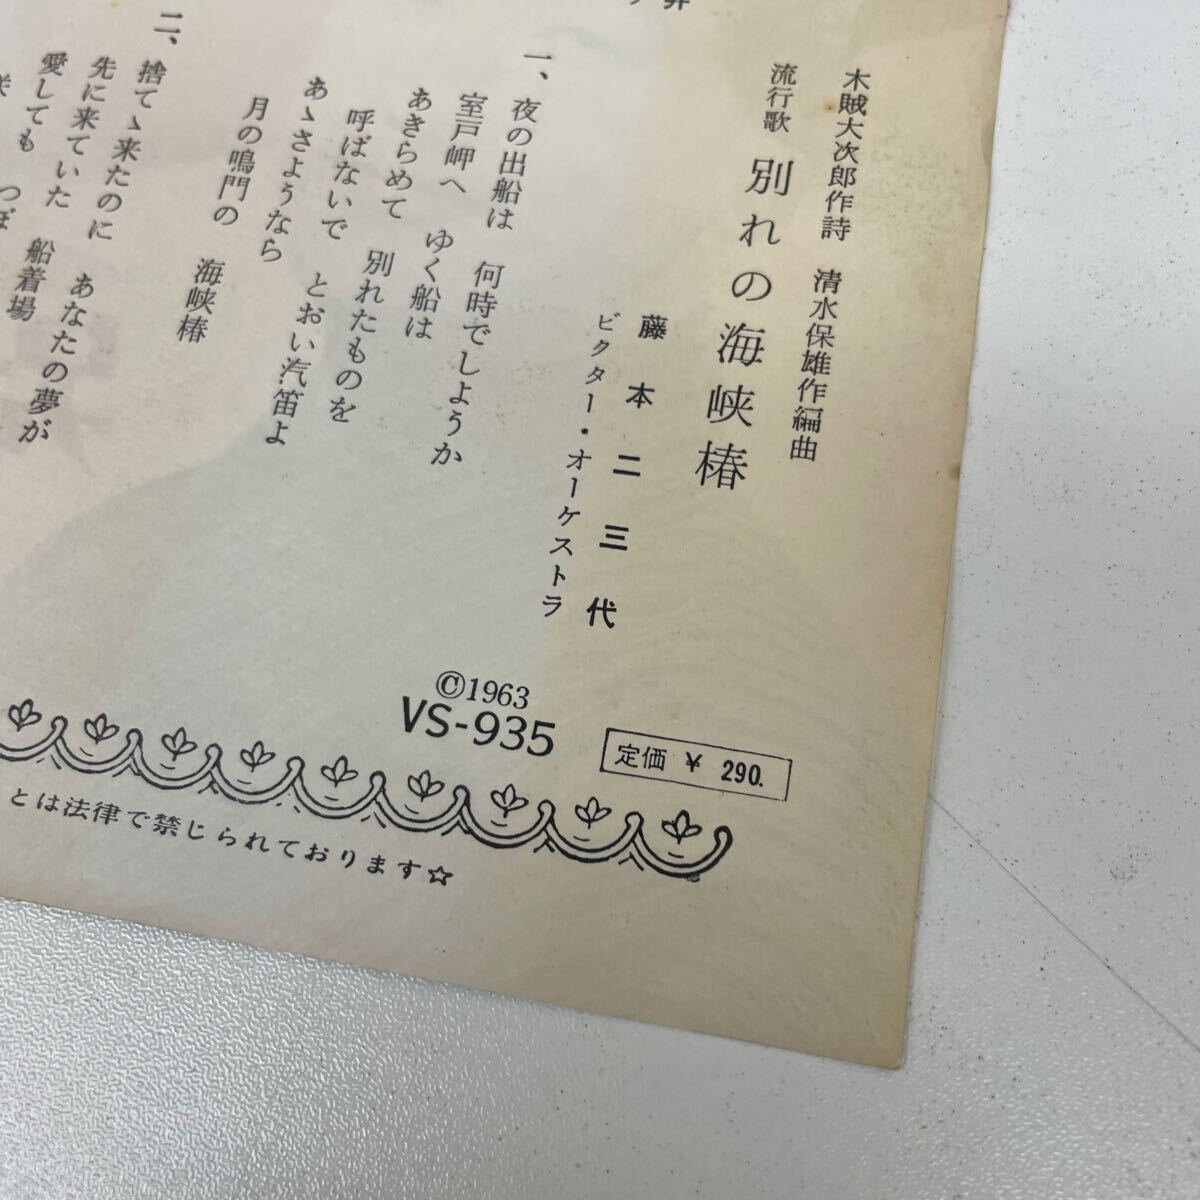 木賊大次郎作詩 清水保雄作編曲
流行歌 別れの海峡椿
藤本二三代
ビクター・オーケストラ
一、夜の出船は 何時でしようか
室戸岬へ ゆく船は
あきらめて 別れたものを
呼ばないで とおい汽笛よ
あゝさようなら
月の鳴門の 海峡椿
二、捨てゝ来たのに あなたの夢が
先に来ていた 船着場
愛しても つぼ
Ⓒ1963
VS-935
定価 ¥ 290.
とは法律で禁じられております☆